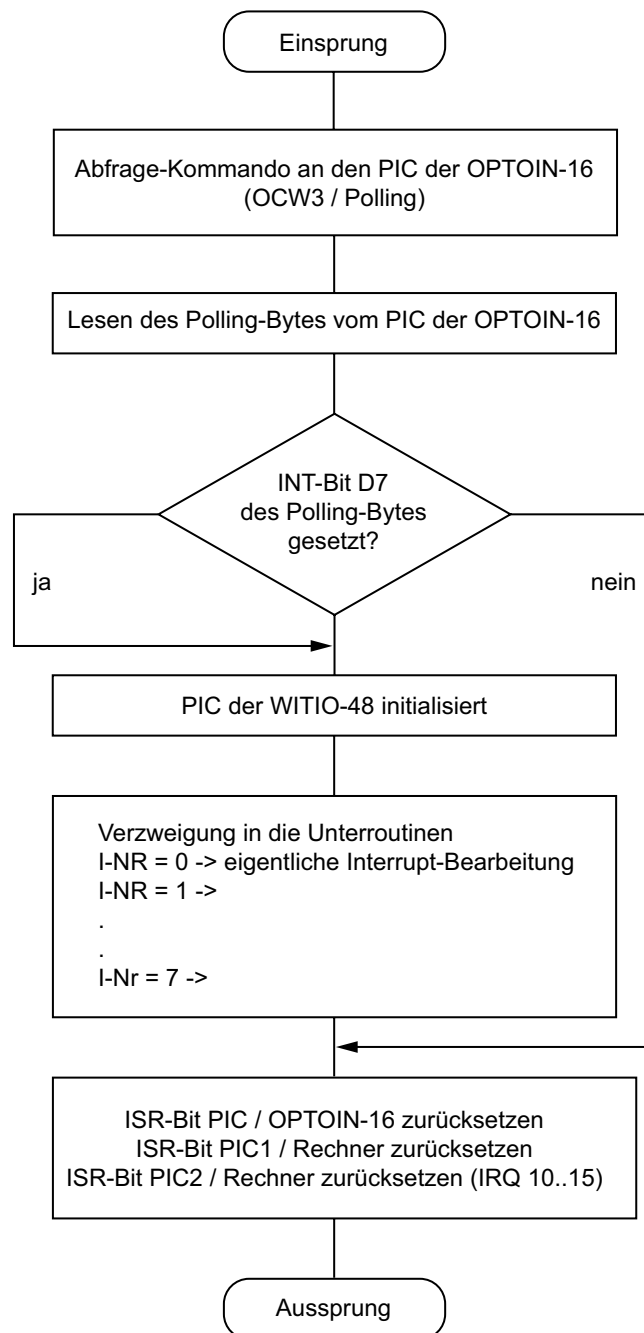 Einsprung
Abfrage-Kommando an den PIC der OPTOIN-16
(OCW3 / Polling)
Lesen des Polling-Bytes vom PIC der OPTOIN-16
INT-Bit D7
des Polling-Bytes
gesetzt?
ja
nein
PIC der WITIO-48 initialisiert
Verzweigung in die Unterroutinen
I-NR = 0 -> eigentliche Interrupt-Bearbeitung
I-NR = 1 ->
.
.
I-Nr = 7 ->
ISR-Bit PIC / OPTOIN-16 zurücksetzen
ISR-Bit PIC1 / Rechner zurücksetzen
ISR-Bit PIC2 / Rechner zurücksetzen (IRQ 10..15)
Aussprung